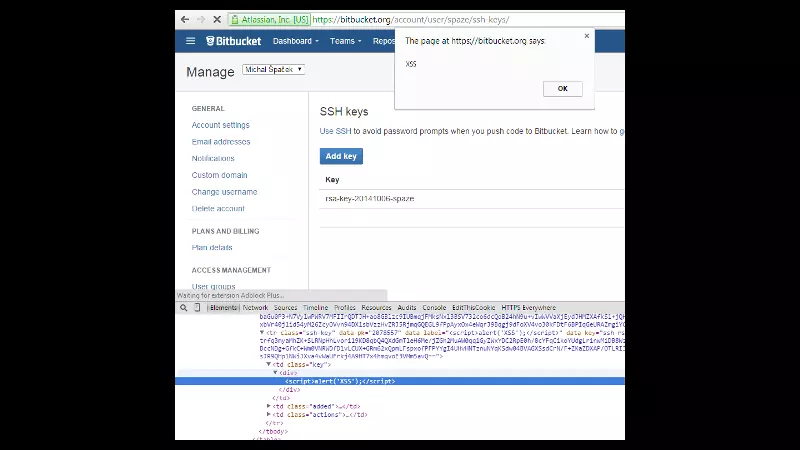 Atlassian, Inc. [US] https://bitbucket.org/account/user/spaze/ssh-keys/
Bitbucket Dashboard Teams Repos
The page at https://bitbucket.org says:
XSS
OK
Manage Michal Špaček
GENERAL
Account settings
Email addresses
Notifications
Custom domain
Change username
Delete account
PLANS AND BILLING
Plan details
ACCESS MANAGEMENT
User groups
SSH keys
Use SSH to avoid password prompts when you push code to Bitbucket. Learn how to
Add key
Key
rsa-key-20141006-spaze
Waiting for extension Adblock Plus...
Elements Network Sources Timeline Profiles Resources Audits Console EditThisCookie HTTPS Everywhere
<tr class="ssh-key" data-pk="2078557" data-label="<script>alert('XSS');</script>" data-key="ssh-rs
<td class="key">
<div>
<script>alert('XSS');</script>
</div>
</td>
<td class="added">…</td>
<td class="actions">…</td>
</tr>
</tbody>
</table>